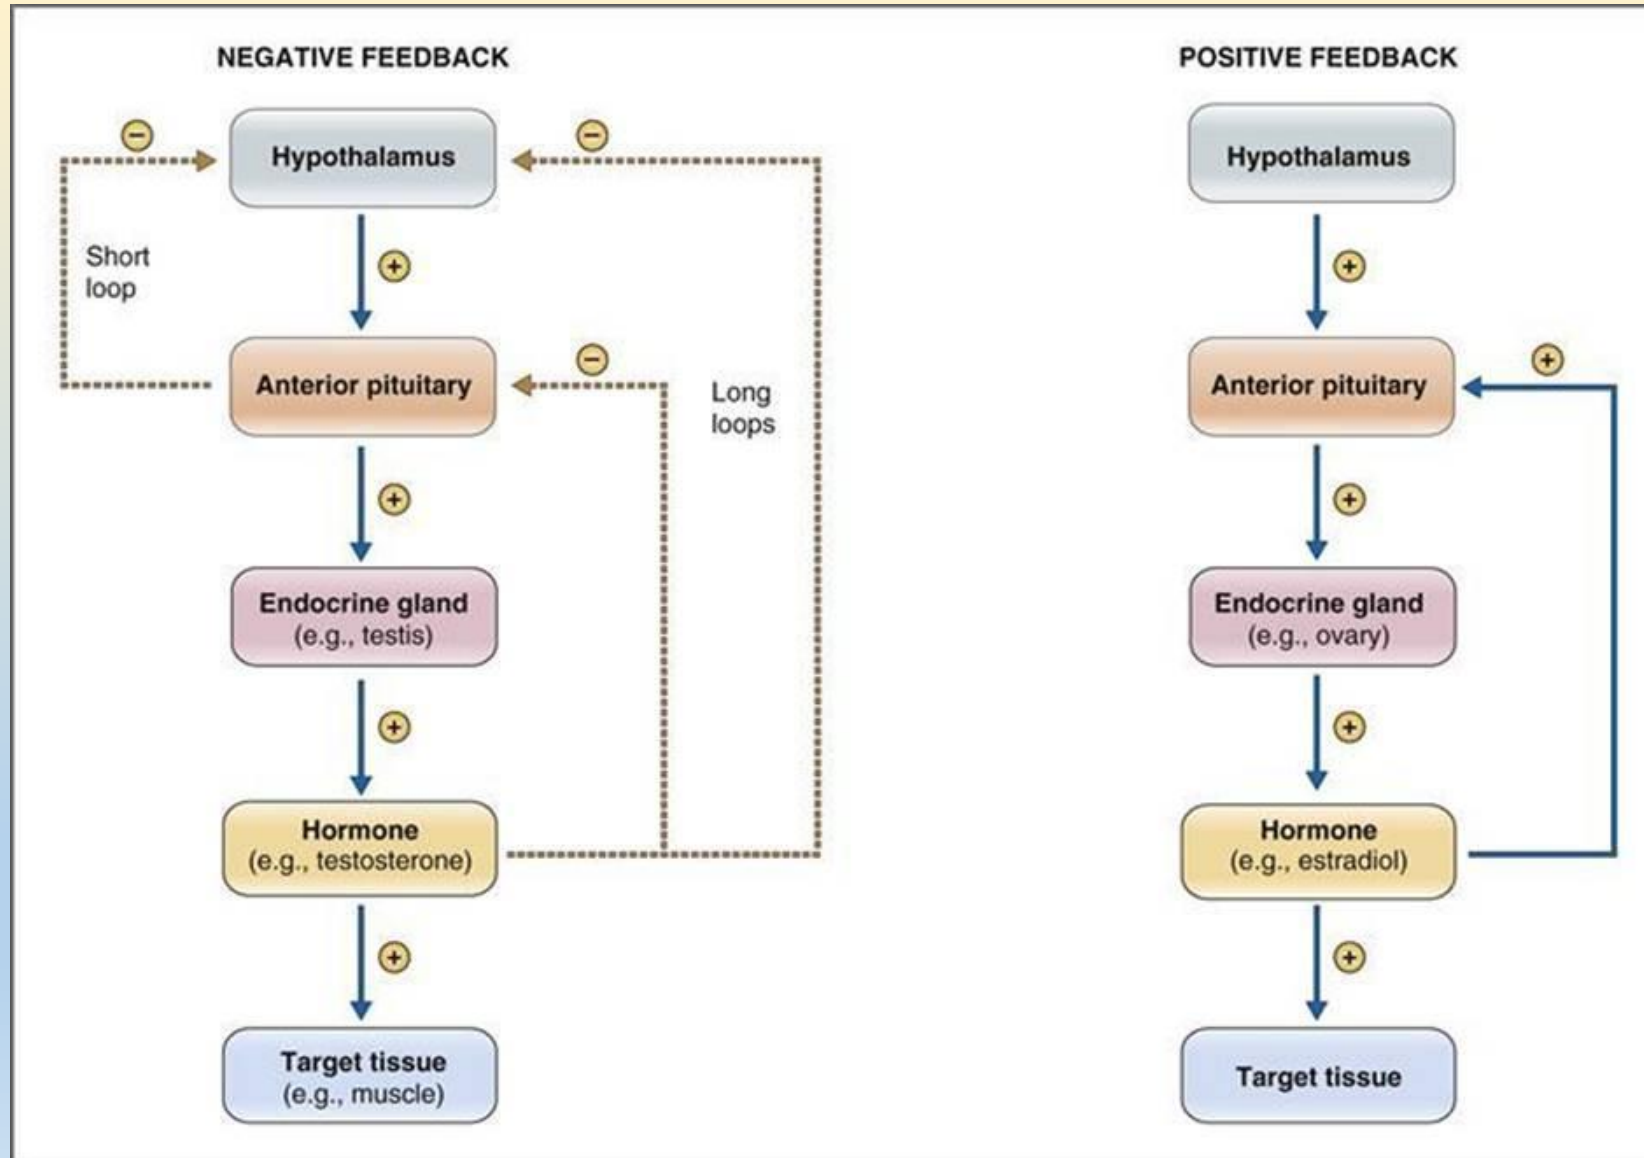 NEGATIVE FEEDBACK
−
Hypothalamus
−
Short
loop
+
Anterior pituitary
−
Long
loops
+
Endocrine gland
(e.g., testis)
+
Hormone
(e.g., testosterone)
+
Target tissue
(e.g., muscle)
POSITIVE FEEDBACK
Hypothalamus
+
Anterior pituitary
+
+
Endocrine gland
(e.g., ovary)
+
Hormone
(e.g., estradiol)
+
Target tissue